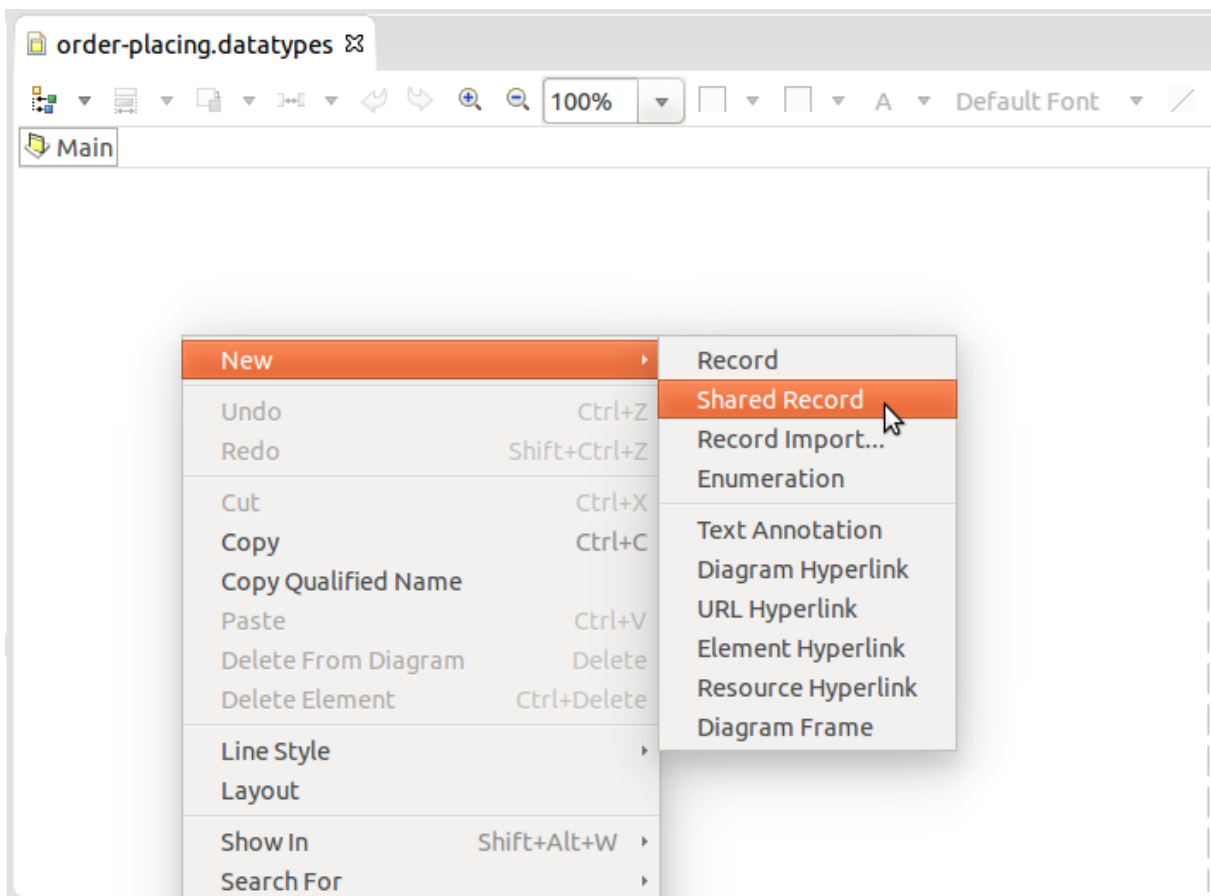 order-placing.datatypes
100%
A
Default Font
Main
New
Undo Ctrl+Z
Redo Shift+Ctrl+Z
Cut Ctrl+X
Copy Ctrl+C
Copy Qualified Name
Paste Ctrl+V
Delete From Diagram Delete
Delete Element Ctrl+Delete
Line Style
Layout
Show In Shift+Alt+W
Search For
Record
Shared Record
Record Import...
Enumeration
Text Annotation
Diagram Hyperlink
URL Hyperlink
Element Hyperlink
Resource Hyperlink
Diagram Frame